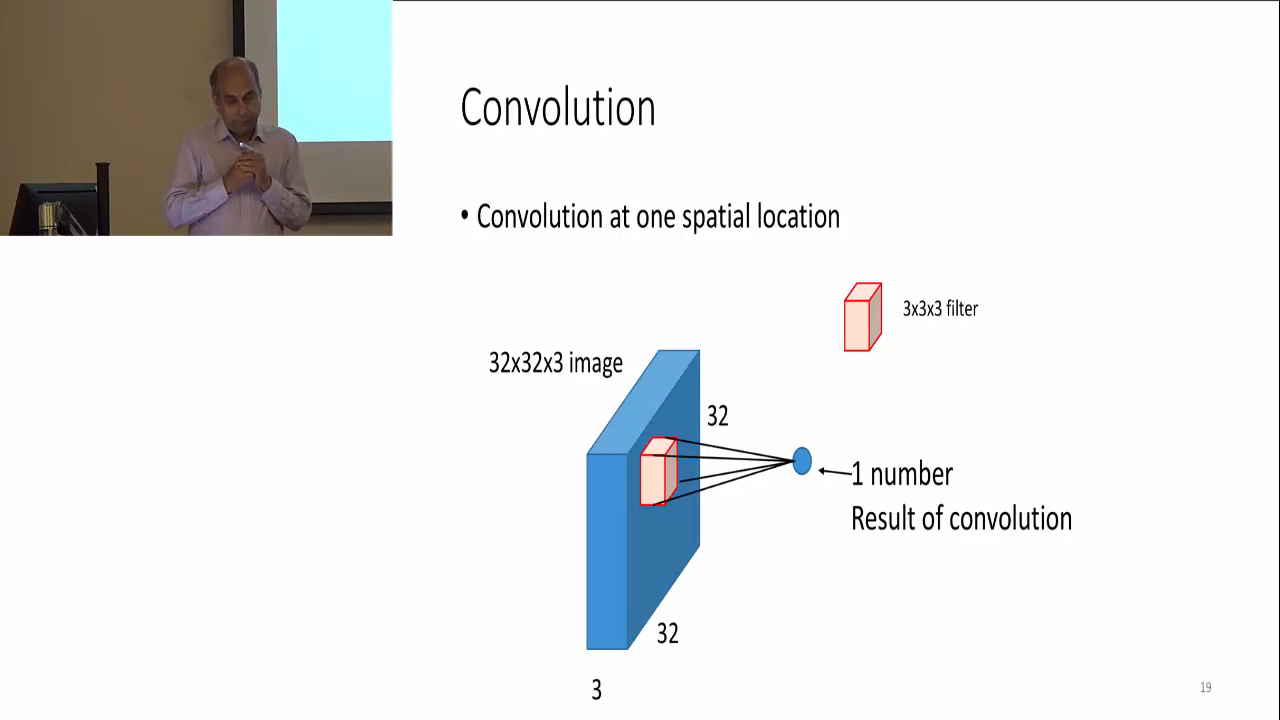 Convolution
• Convolution at one spatial location
3x3x3 filter
32x32x3 image
32
1 number
Result of convolution
32
3
19